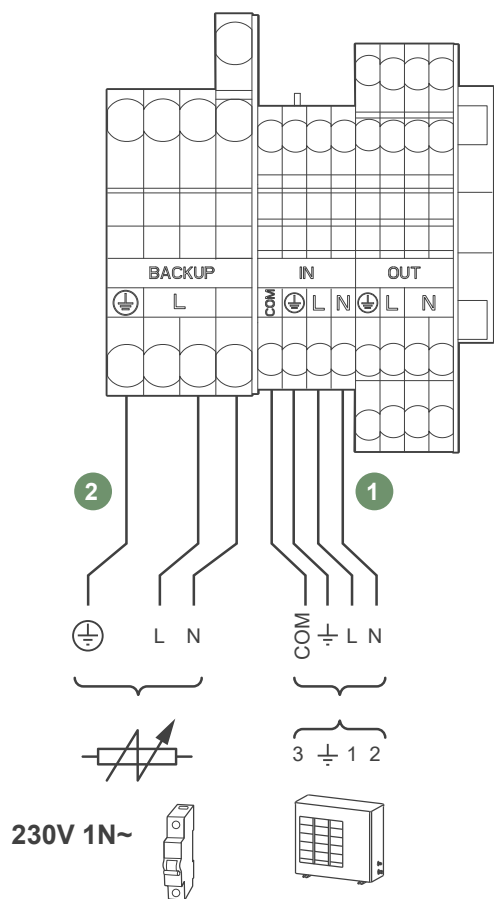 BACKUP IN OUT
L COM L N L N
2 1
L N COM L N
3 1 2
230V 1N~